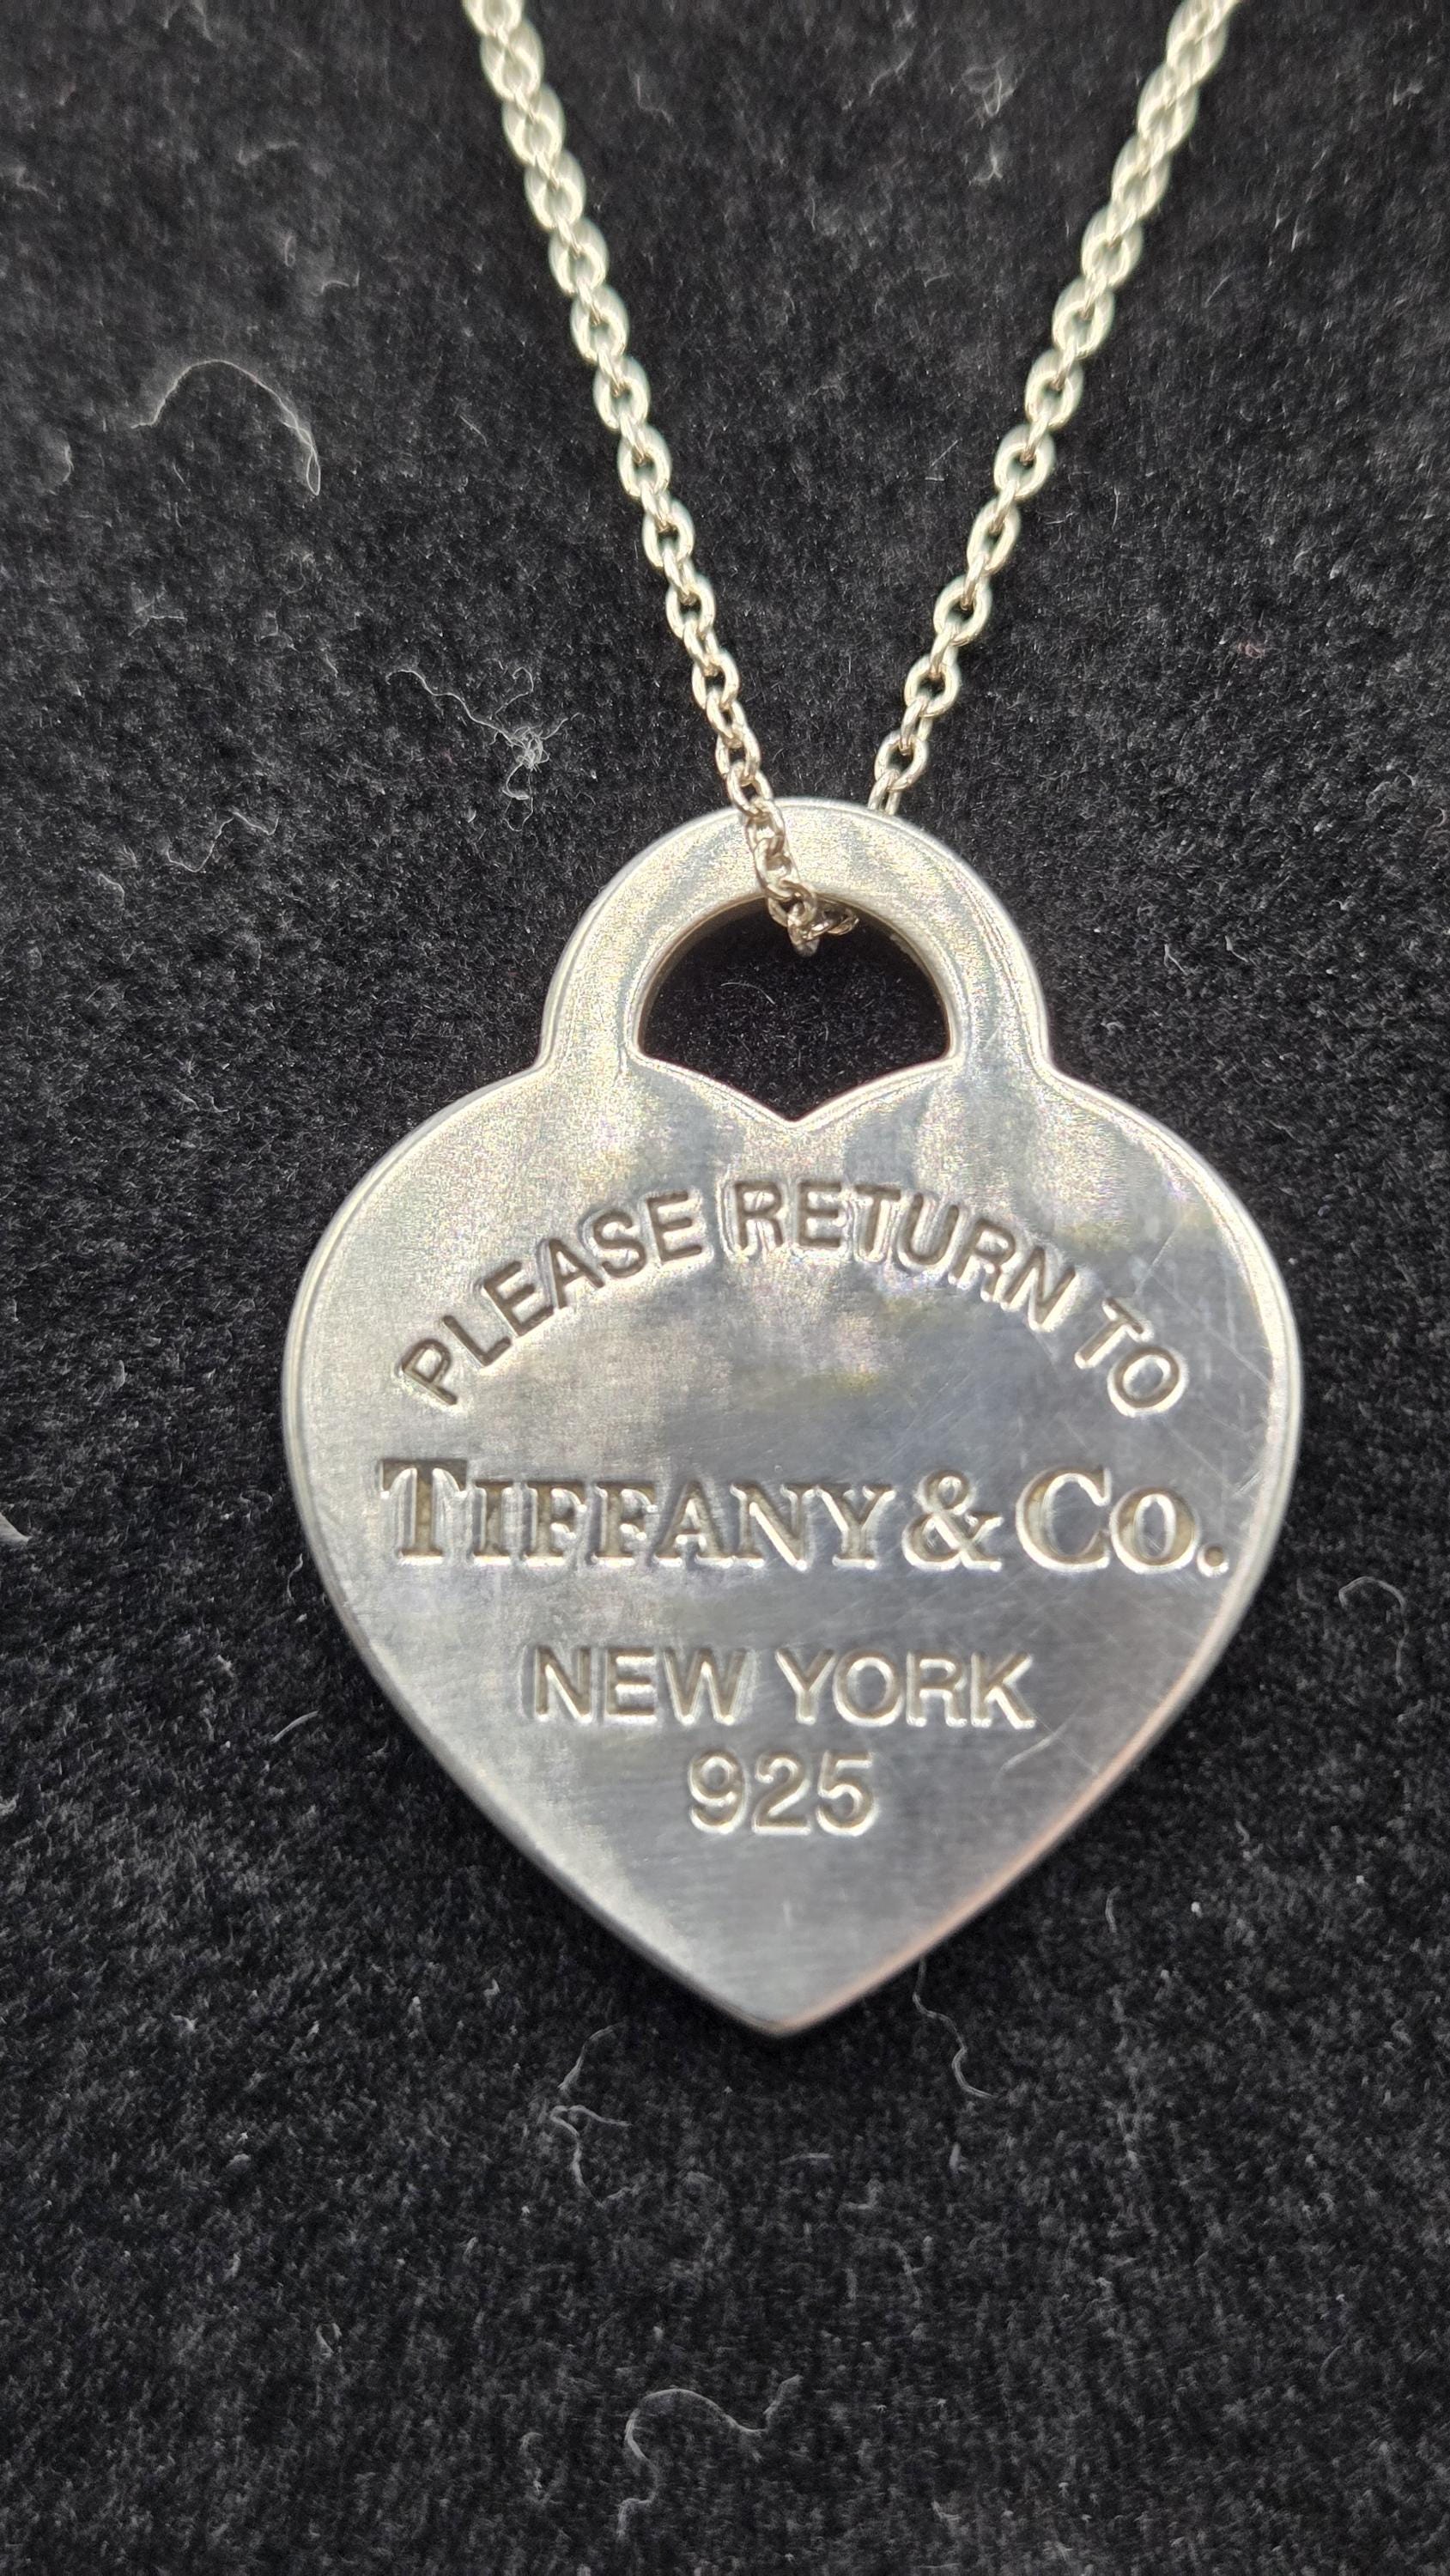 PLEASE RETURN TO
TIFFANY & CO.
NEW YORK
925